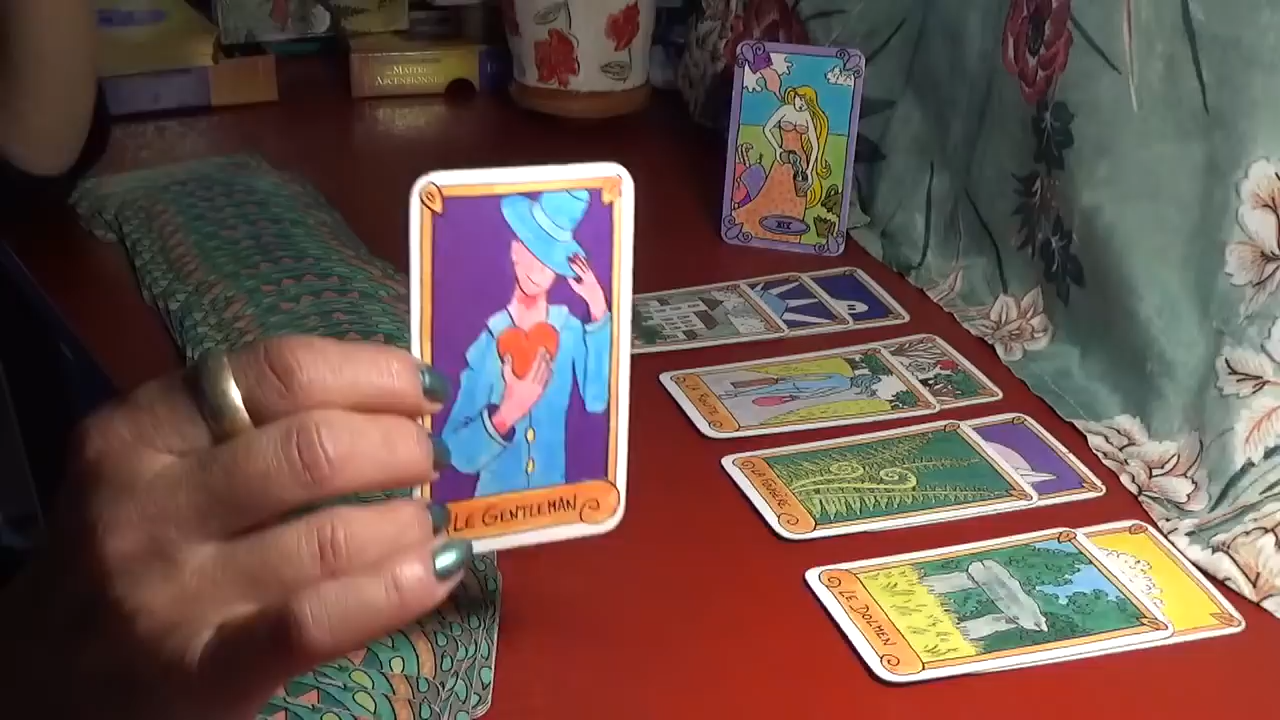 MAÎTRES
ASCENSIONNÉS
XIX
LE GENTLEMAN
LA ROUTE
LA FOUGÈRE
LE DOLMEN